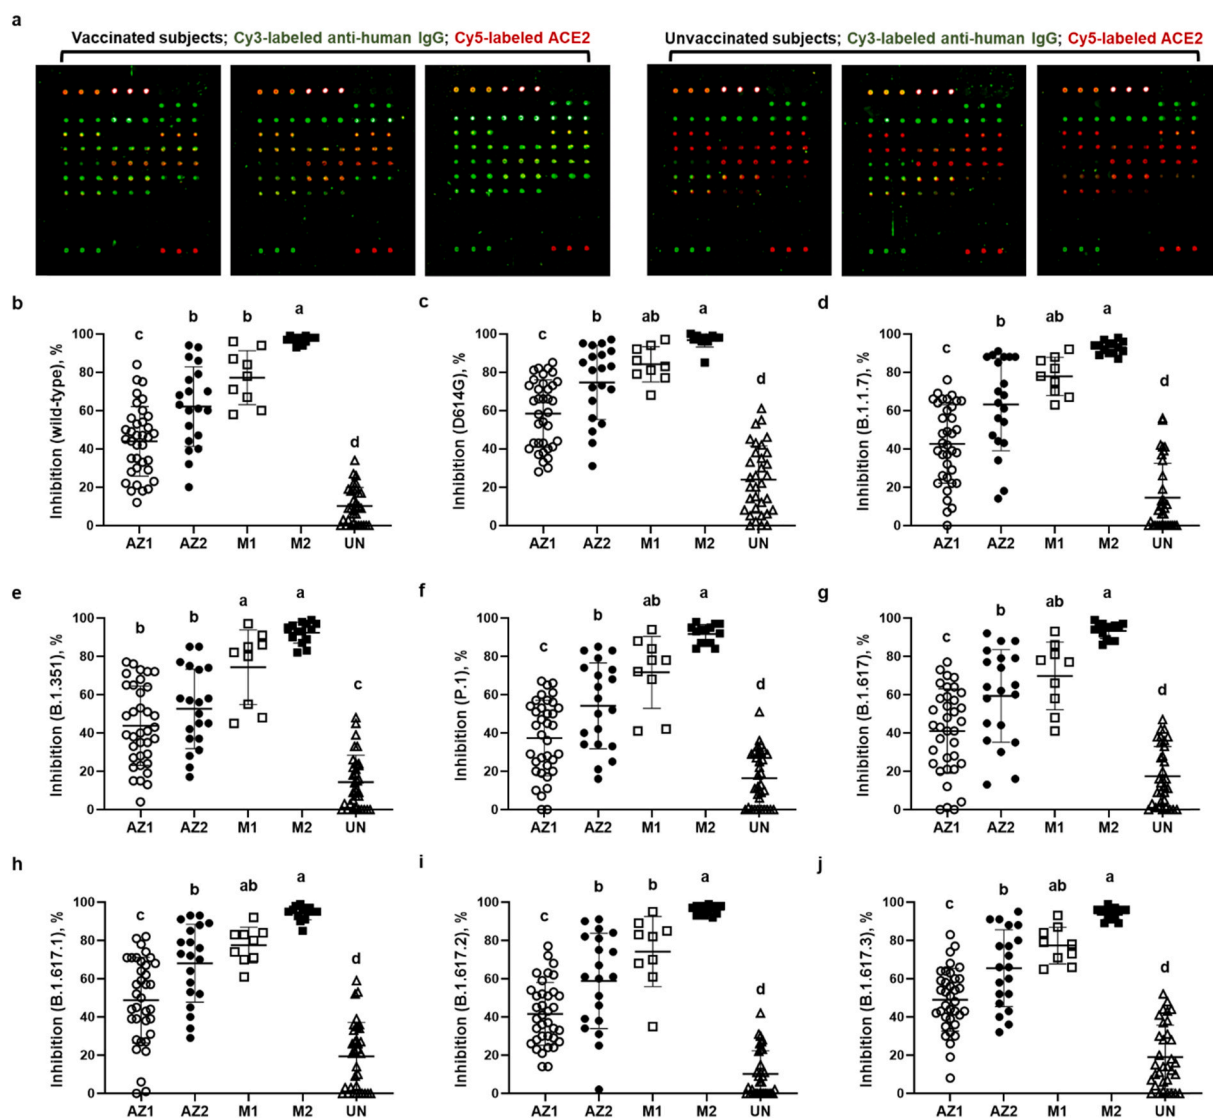 a
Vaccinated subjects; Cy3-labeled anti-human IgG; Cy5-labeled ACE2
Unvaccinated subjects; Cy3-labeled anti-human IgG; Cy5-labeled ACE2
b
Inhibition (wild-type), %
100
80
60
40
20
0
c
b
b
a
d
AZ1 AZ2 M1 M2 UN
c
Inhibition (D614G), %
100
80
60
40
20
0
c
b
ab
a
d
AZ1 AZ2 M1 M2 UN
d
Inhibition (B.1.1.7), %
100
80
60
40
20
0
c
b
ab
a
d
AZ1 AZ2 M1 M2 UN
e
Inhibition (B.1.351), %
100
80
60
40
20
0
b
b
a
a
c
AZ1 AZ2 M1 M2 UN
f
Inhibition (P.1), %
100
80
60
40
20
0
c
b
ab
a
d
AZ1 AZ2 M1 M2 UN
g
Inhibition (B.1.617), %
100
80
60
40
20
0
c
b
ab
a
d
AZ1 AZ2 M1 M2 UN
h
Inhibition (B.1.617.1), %
100
80
60
40
20
0
c
b
ab
a
d
AZ1 AZ2 M1 M2 UN
i
Inhibition (B.1.617.2), %
100
80
60
40
20
0
c
b
b
a
d
AZ1 AZ2 M1 M2 UN
j
Inhibition (B.1.617.3), %
100
80
60
40
20
0
c
b
ab
a
d
AZ1 AZ2 M1 M2 UN